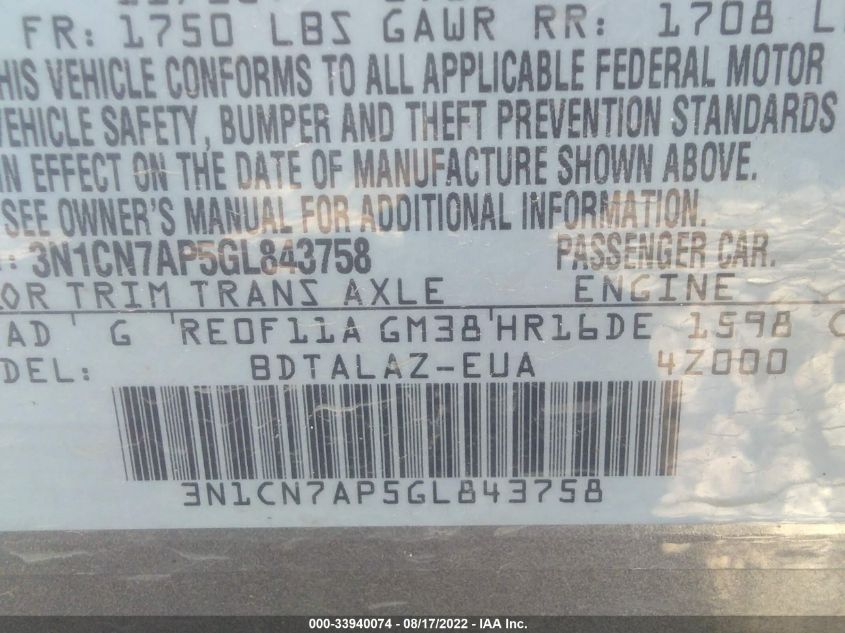 FR: 1750 LBS GAWR RR: 1708 L
HIS VEHICLE CONFORMS TO ALL APPLICABLE FEDERAL MOTOR
VEHICLE SAFETY, BUMPER AND THEFT PREVENTION STANDARDS
IN EFFECT ON THE DATE OF MANUFACTURE SHOWN ABOVE.
SEE OWNER'S MANUAL FOR ADDITIONAL INFORMATION.
: 3N1CN7AP5GL843758 PASSENGER CAR.
OR TRIM TRANS AXLE ENGINE
AD G RE0F11A GM38 HR16DE 1598 C
DEL: BDTALAZ-EUA 4Z000
3N1CN7AP5GL843758
000-33940074 - 08/17/2022 - IAAI, Inc.